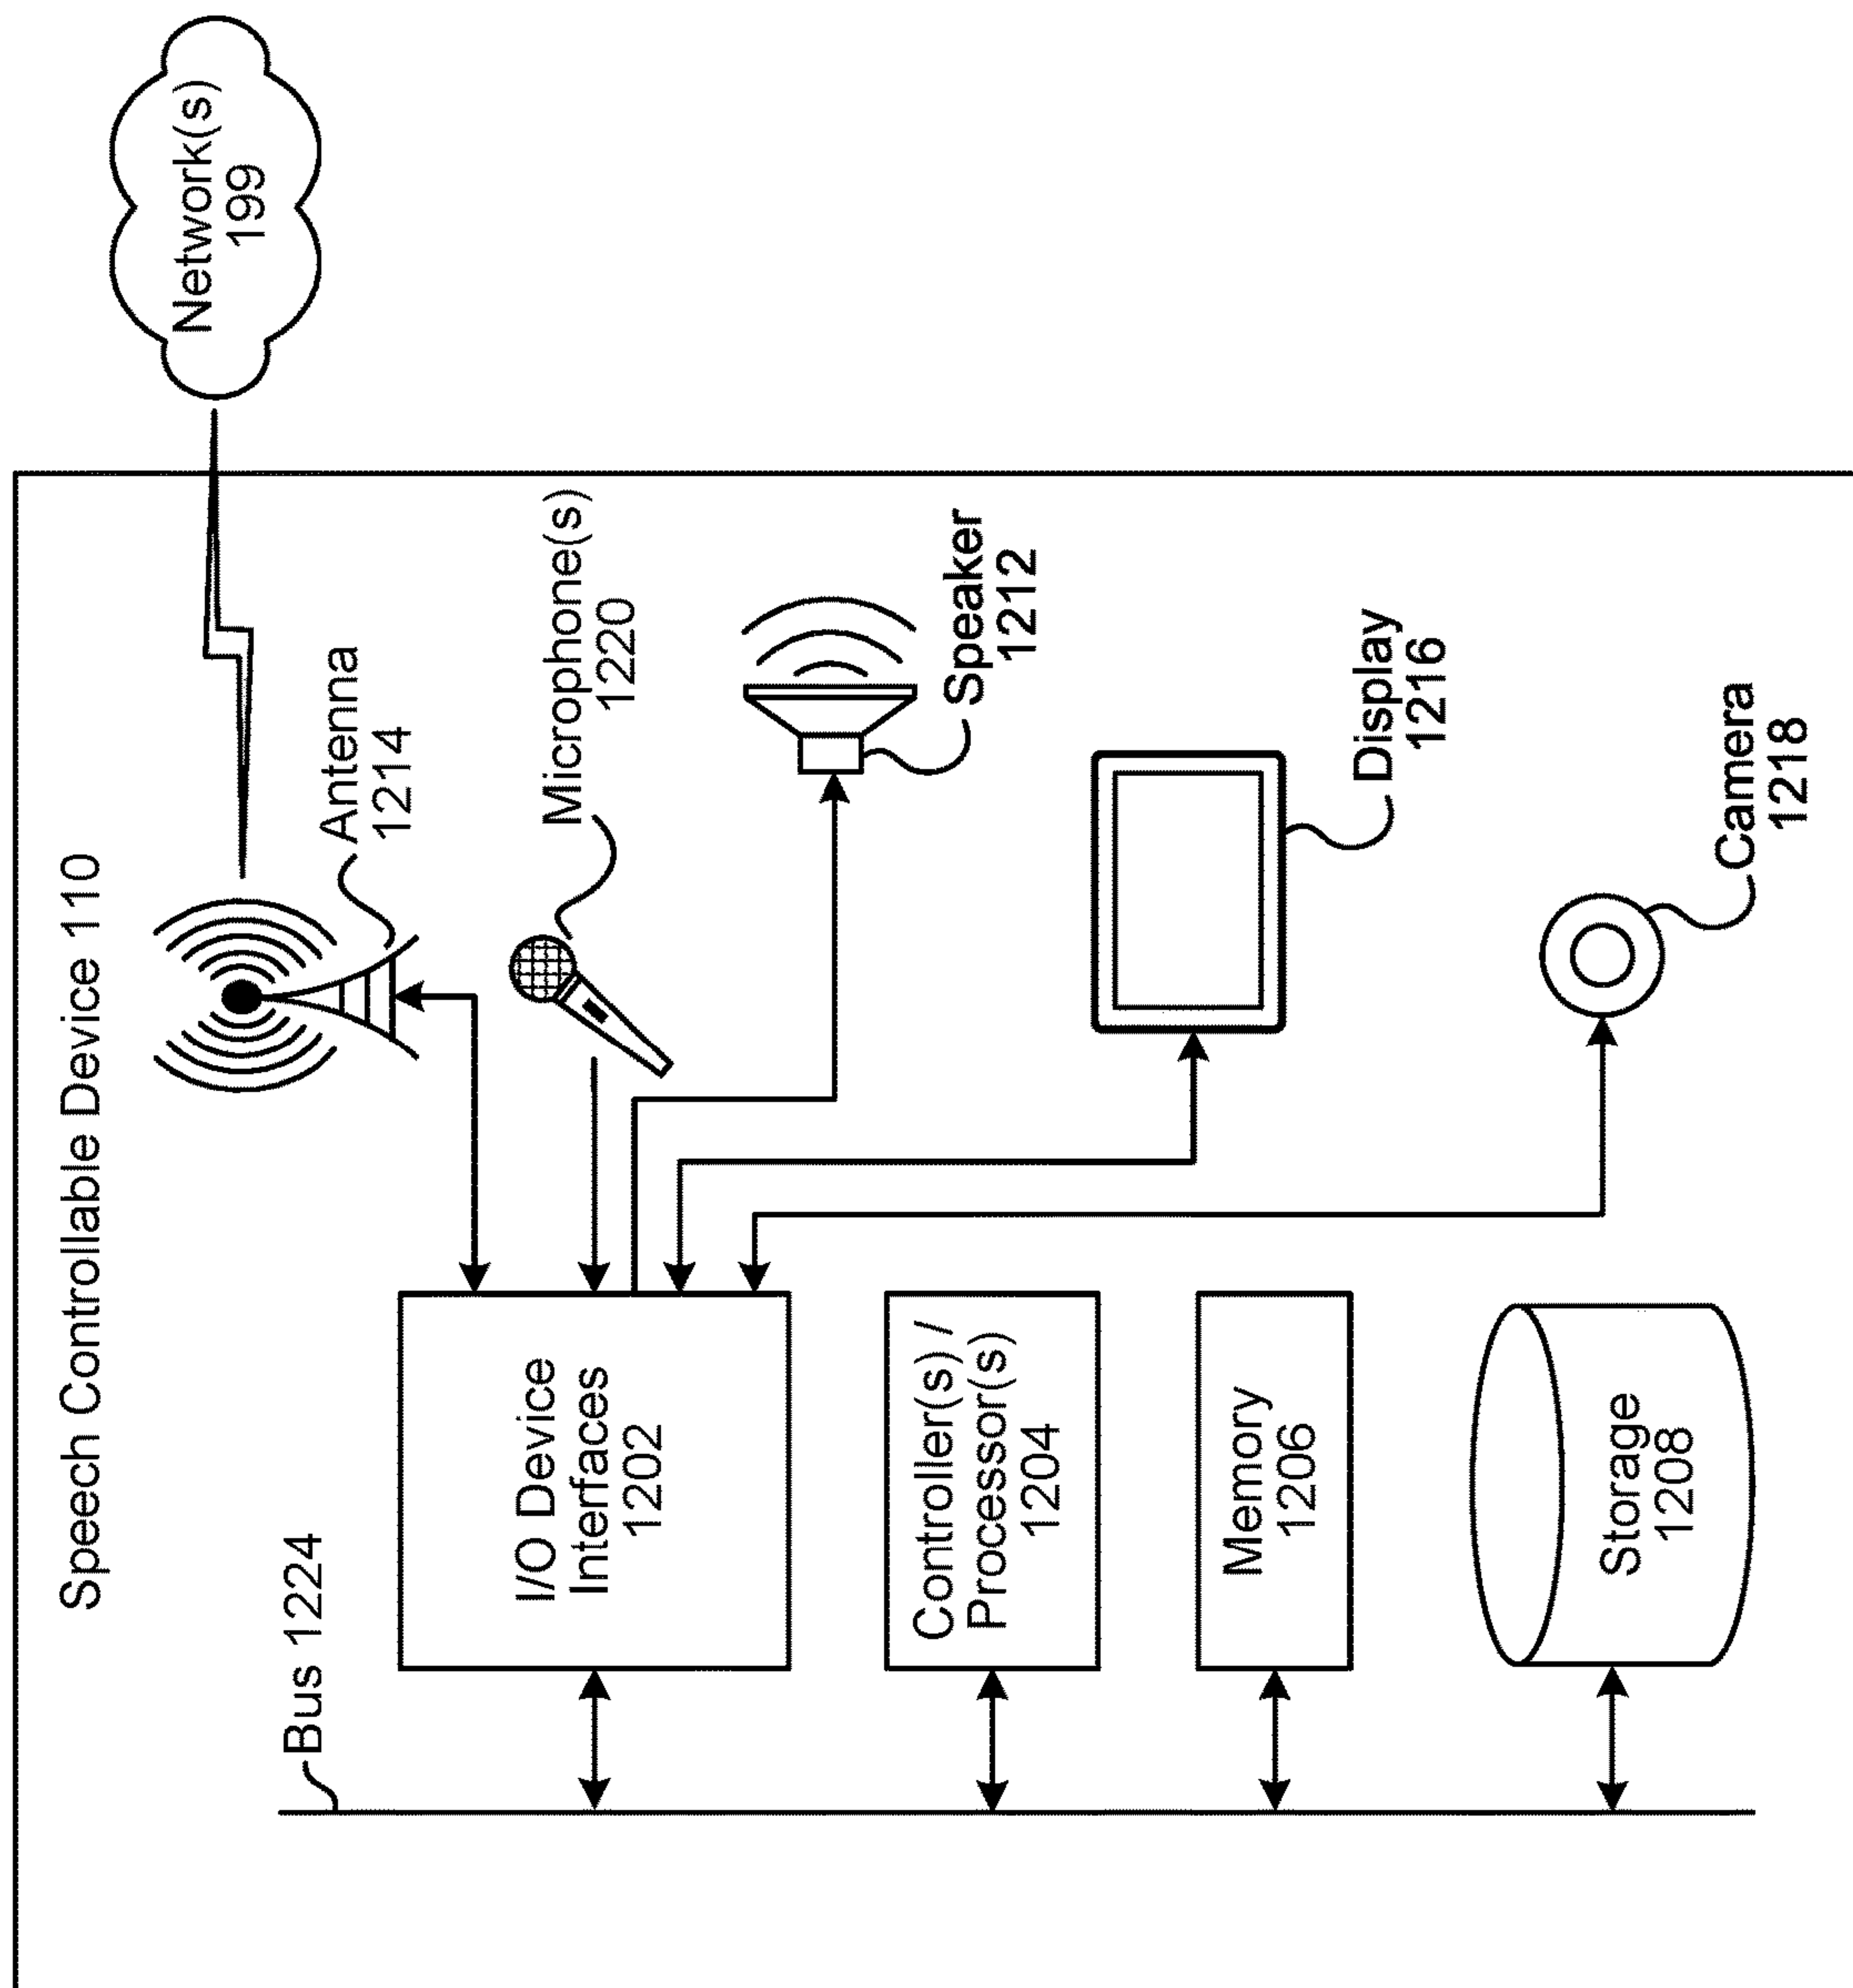 Speech Controllable Device 110
Network(s)
199
Bus 1224
Antenna
1214
I/O Device
Interfaces
1202
Microphone(s)
1220
Speaker
1212
Controller(s) /
Processor(s)
1204
Display
1216
Memory
1206
Camera
1218
Storage
1208